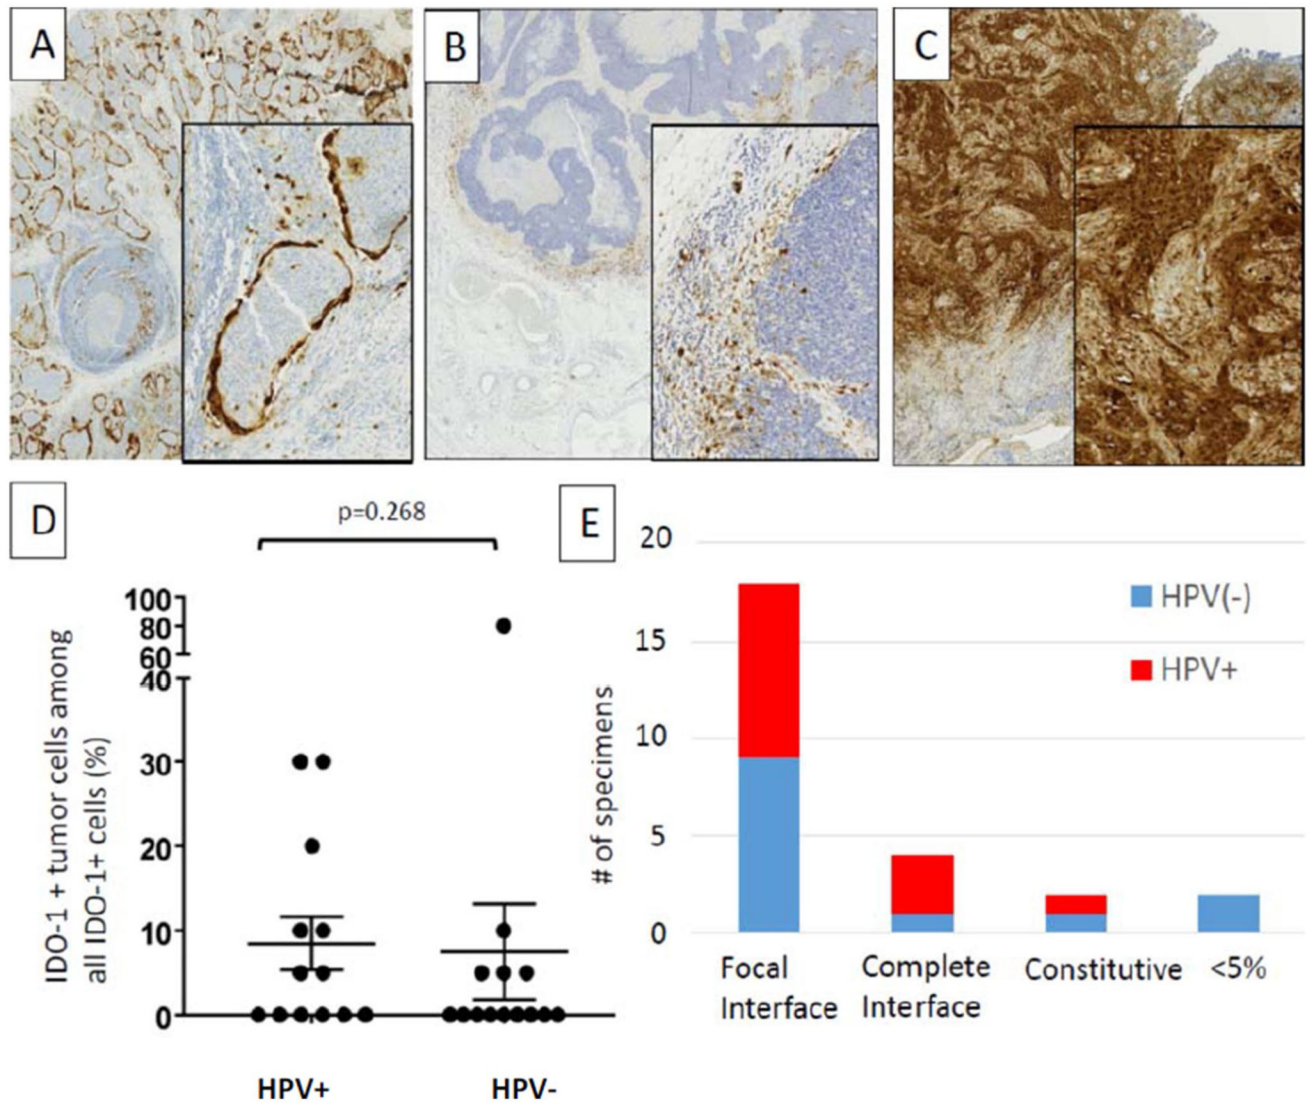 A
B
C
D
p=0.268
100
80
60
40
30
20
10
0
IDO-1 + tumor cells among
all IDO-1+ cells (%)
HPV+
HPV-
E
20
15
10
5
0
# of specimens
HPV(-)
HPV+
Focal
Interface
Complete
Interface
Constitutive
<5%